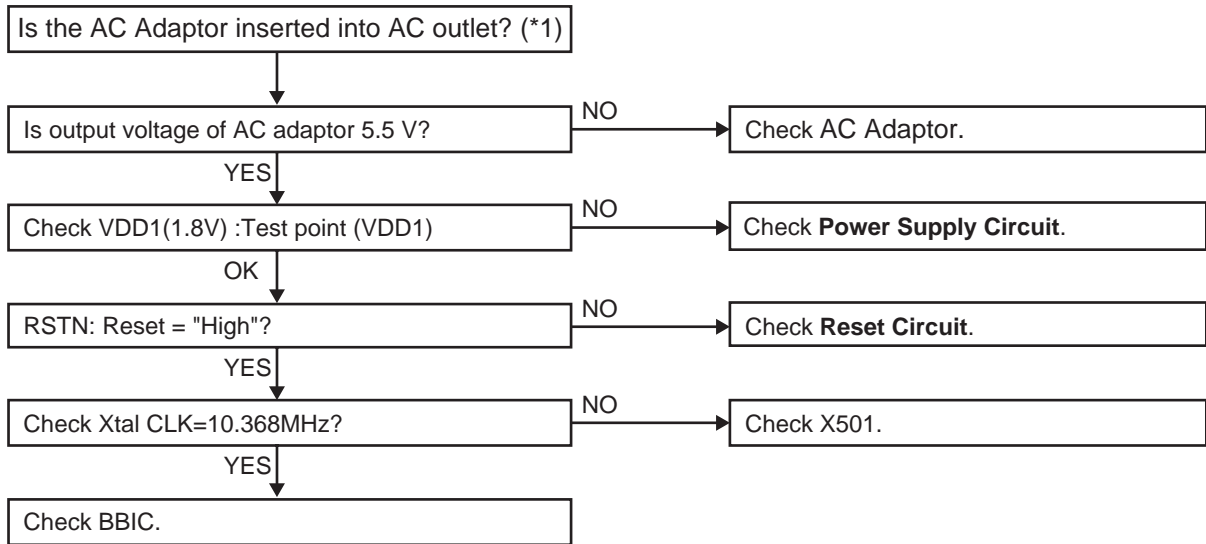 Is the AC Adaptor inserted into AC outlet? (*1)
Is output voltage of AC adaptor 5.5 V?
NO
Check AC Adaptor.
YES
Check VDD1(1.8V) :Test point (VDD1)
NO
Check Power Supply Circuit.
OK
RSTN: Reset = "High"?
NO
Check Reset Circuit.
YES
Check Xtal CLK=10.368MHz?
NO
Check X501.
YES
Check BBIC.